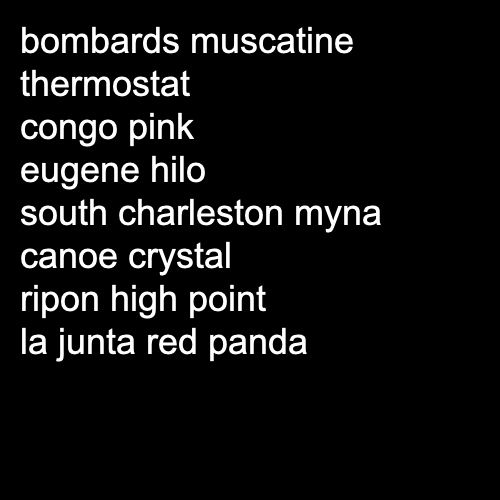 bombards muscatine
thermostat
congo pink
eugene hilo
south charleston myna
canoe crystal
ripon high point
la junta red panda